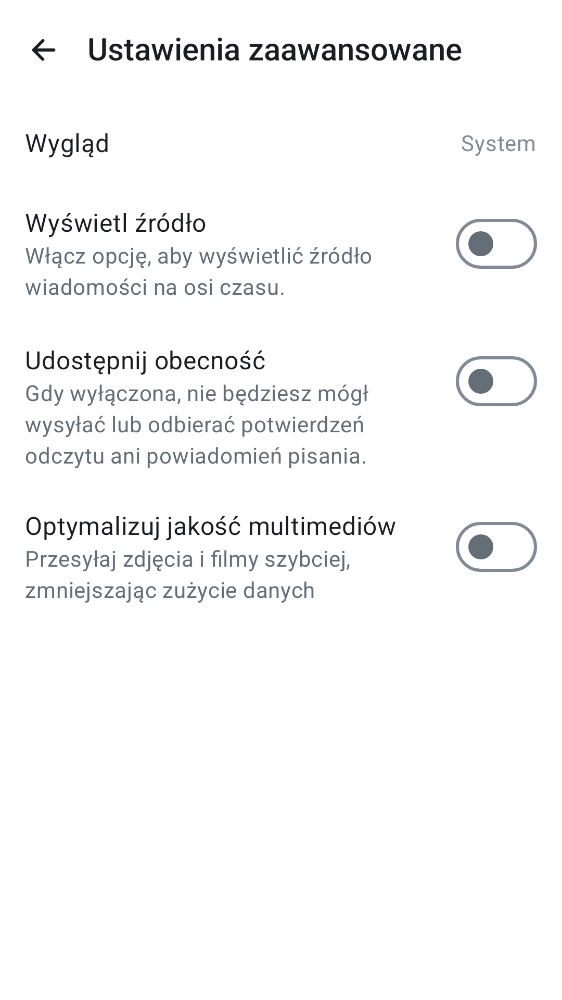 Ustawienia zaawansowane
Wygląd System
Wyświetl źródło
Włącz opcję, aby wyświetlić źródło
wiadomości na osi czasu.
Udostępnij obecność
Gdy wyłączona, nie będziesz mógł
wysyłać lub odbierać potwierdzeń
odczytu ani powiadomień pisania.
Optymalizuj jakość multimediów
Przesyłaj zdjęcia i filmy szybciej,
zmniejszając zużycie danych